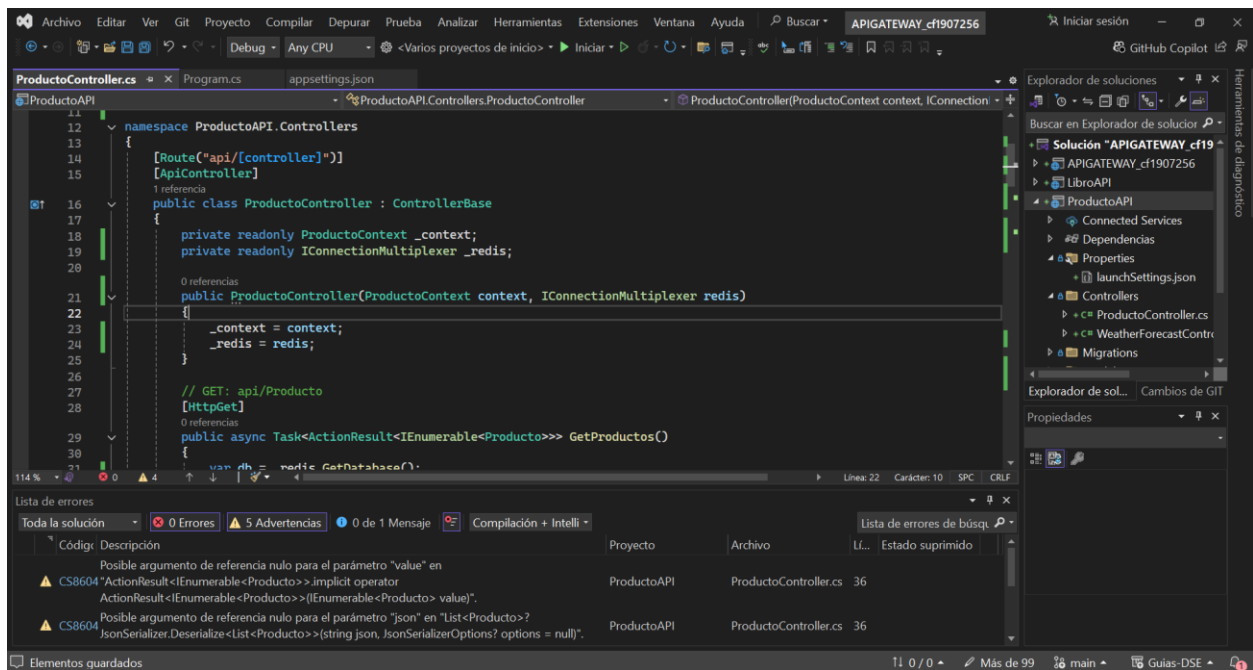 Archivo Editar Ver Git Proyecto Compilar Depurar Prueba Analizar Herramientas Extensiones Ventana Ayuda Buscar APIGATEWAY_cf1907256 Iniciar sesión
Debug Any CPU <Varios proyectos de inicio> Iniciar GitHub Copilot
ProductoController.cs Program.cs appsettings.json
ProductoAPI ProductoAPI.Controllers.ProductoController ProductoController(ProductoContext context, IConnection
11
12 namespace ProductoAPI.Controllers
13 {
14 [Route("api/[controller]")]
15 [ApiController]
1 referencia
16 public class ProductoController : ControllerBase
17 {
18 private readonly ProductoContext _context;
19 private readonly IConnectionMultiplexer _redis;
20
0 referencias
21 public ProductoController(ProductoContext context, IConnectionMultiplexer redis)
22 {
23 _context = context;
24 _redis = redis;
25 }
26
27 // GET: api/Producto
28 [HttpGet]
0 referencias
29 public async Task<ActionResult<IEnumerable<Producto>>> GetProductos()
30 {
31 var db = _redis.GetDatabase();
114 % 0 4 Línea: 22 Carácter: 10 SPC CRLF
Lista de errores
Toda la solución 0 Errores 5 Advertencias 0 de 1 Mensaje Compilación + Intelli Lista de errores de búsqu
Códig Descripción Proyecto Archivo Lí... Estado suprimido
CS8604 Posible argumento de referencia nulo para el parámetro "value" en
"ActionResult<IEnumerable<Producto>>.implicit operator
ActionResult<IEnumerable<Producto>>(IEnumerable<Producto> value)".
ProductoAPI ProductoController.cs 36
CS8604 Posible argumento de referencia nulo para el parámetro "json" en "List<Producto>?
JsonSerializer.Deserialize<List<Producto>>(string json, JsonSerializerOptions? options = null)".
ProductoAPI ProductoController.cs 36
Explorador de soluciones
Buscar en Explorador de solucior
Solución "APIGATEWAY_cf19
APIGATEWAY_cf1907256
LibroAPI
ProductoAPI
Connected Services
Dependencias
Properties
launchSettings.json
Controllers
C# ProductoController.cs
C# WeatherForecastContro
Migrations
Explorador de sol... Cambios de GIT
Propiedades
Herramientas de diagnóstico
Elementos guardados 0 / 0 Más de 99 main Guias-DSE